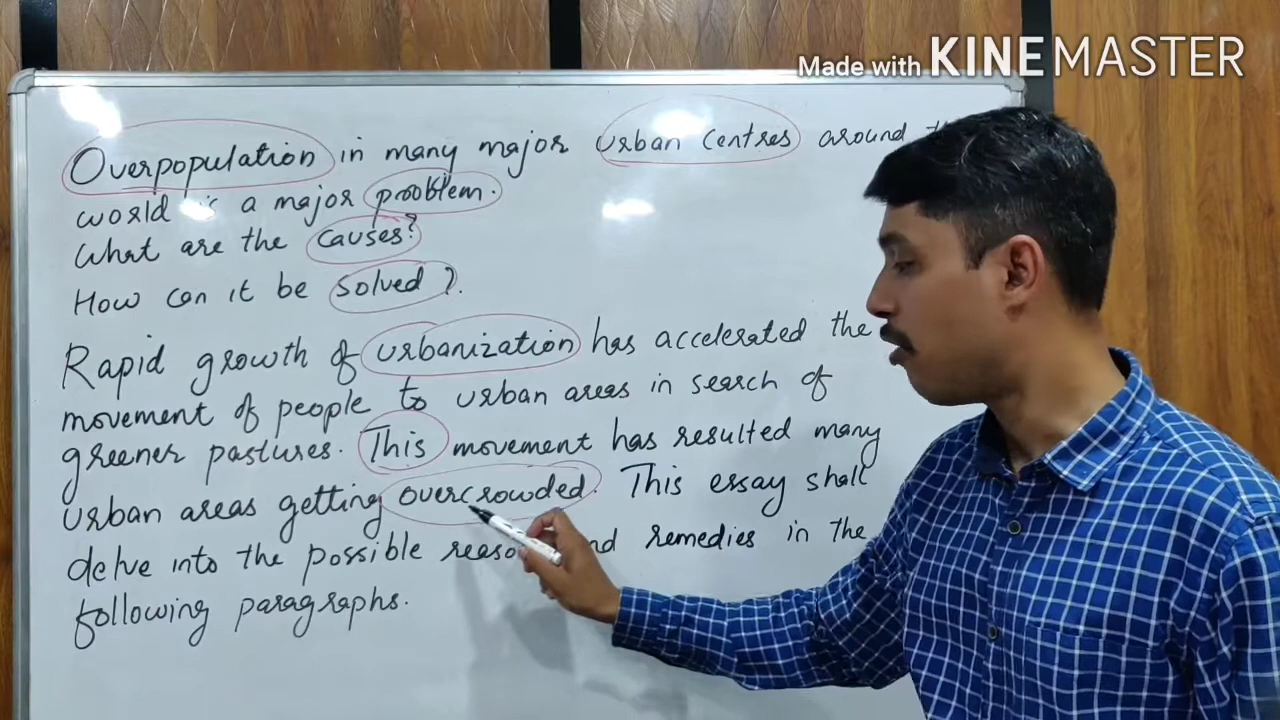 Made with KINEMASTER
Overpopulation in many major urban centres around
world is a major problem.
What are the causes?
How can it be solved?
Rapid growth of urbanization has accelerated the
movement of people to urban areas in search of
greener pastures. This movement has resulted many
urban areas getting overcrowded. This essay shall
delve into the possible remedies in the
following paragraphs.